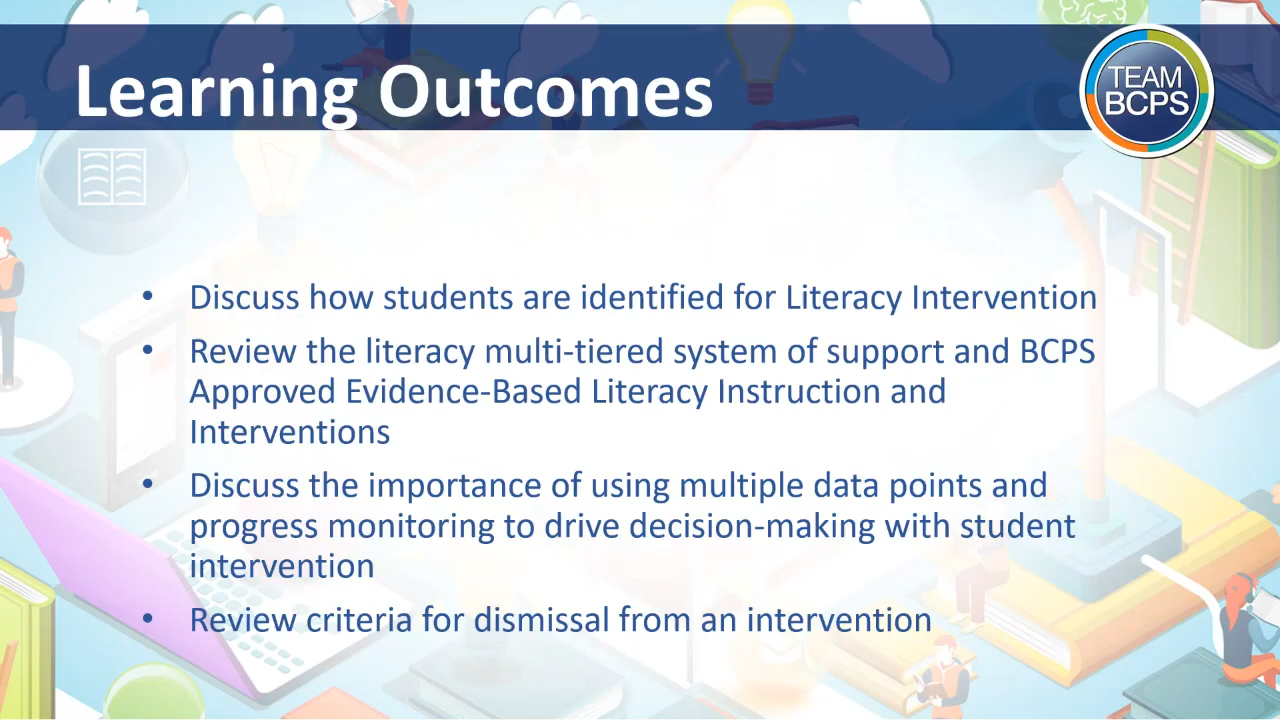 Learning Outcomes
TEAM
BCPS
• Discuss how students are identified for Literacy Intervention
• Review the literacy multi-tiered system of support and BCPS
Approved Evidence-Based Literacy Instruction and
Interventions
• Discuss the importance of using multiple data points and
progress monitoring to drive decision-making with student
intervention
• Review criteria for dismissal from an intervention